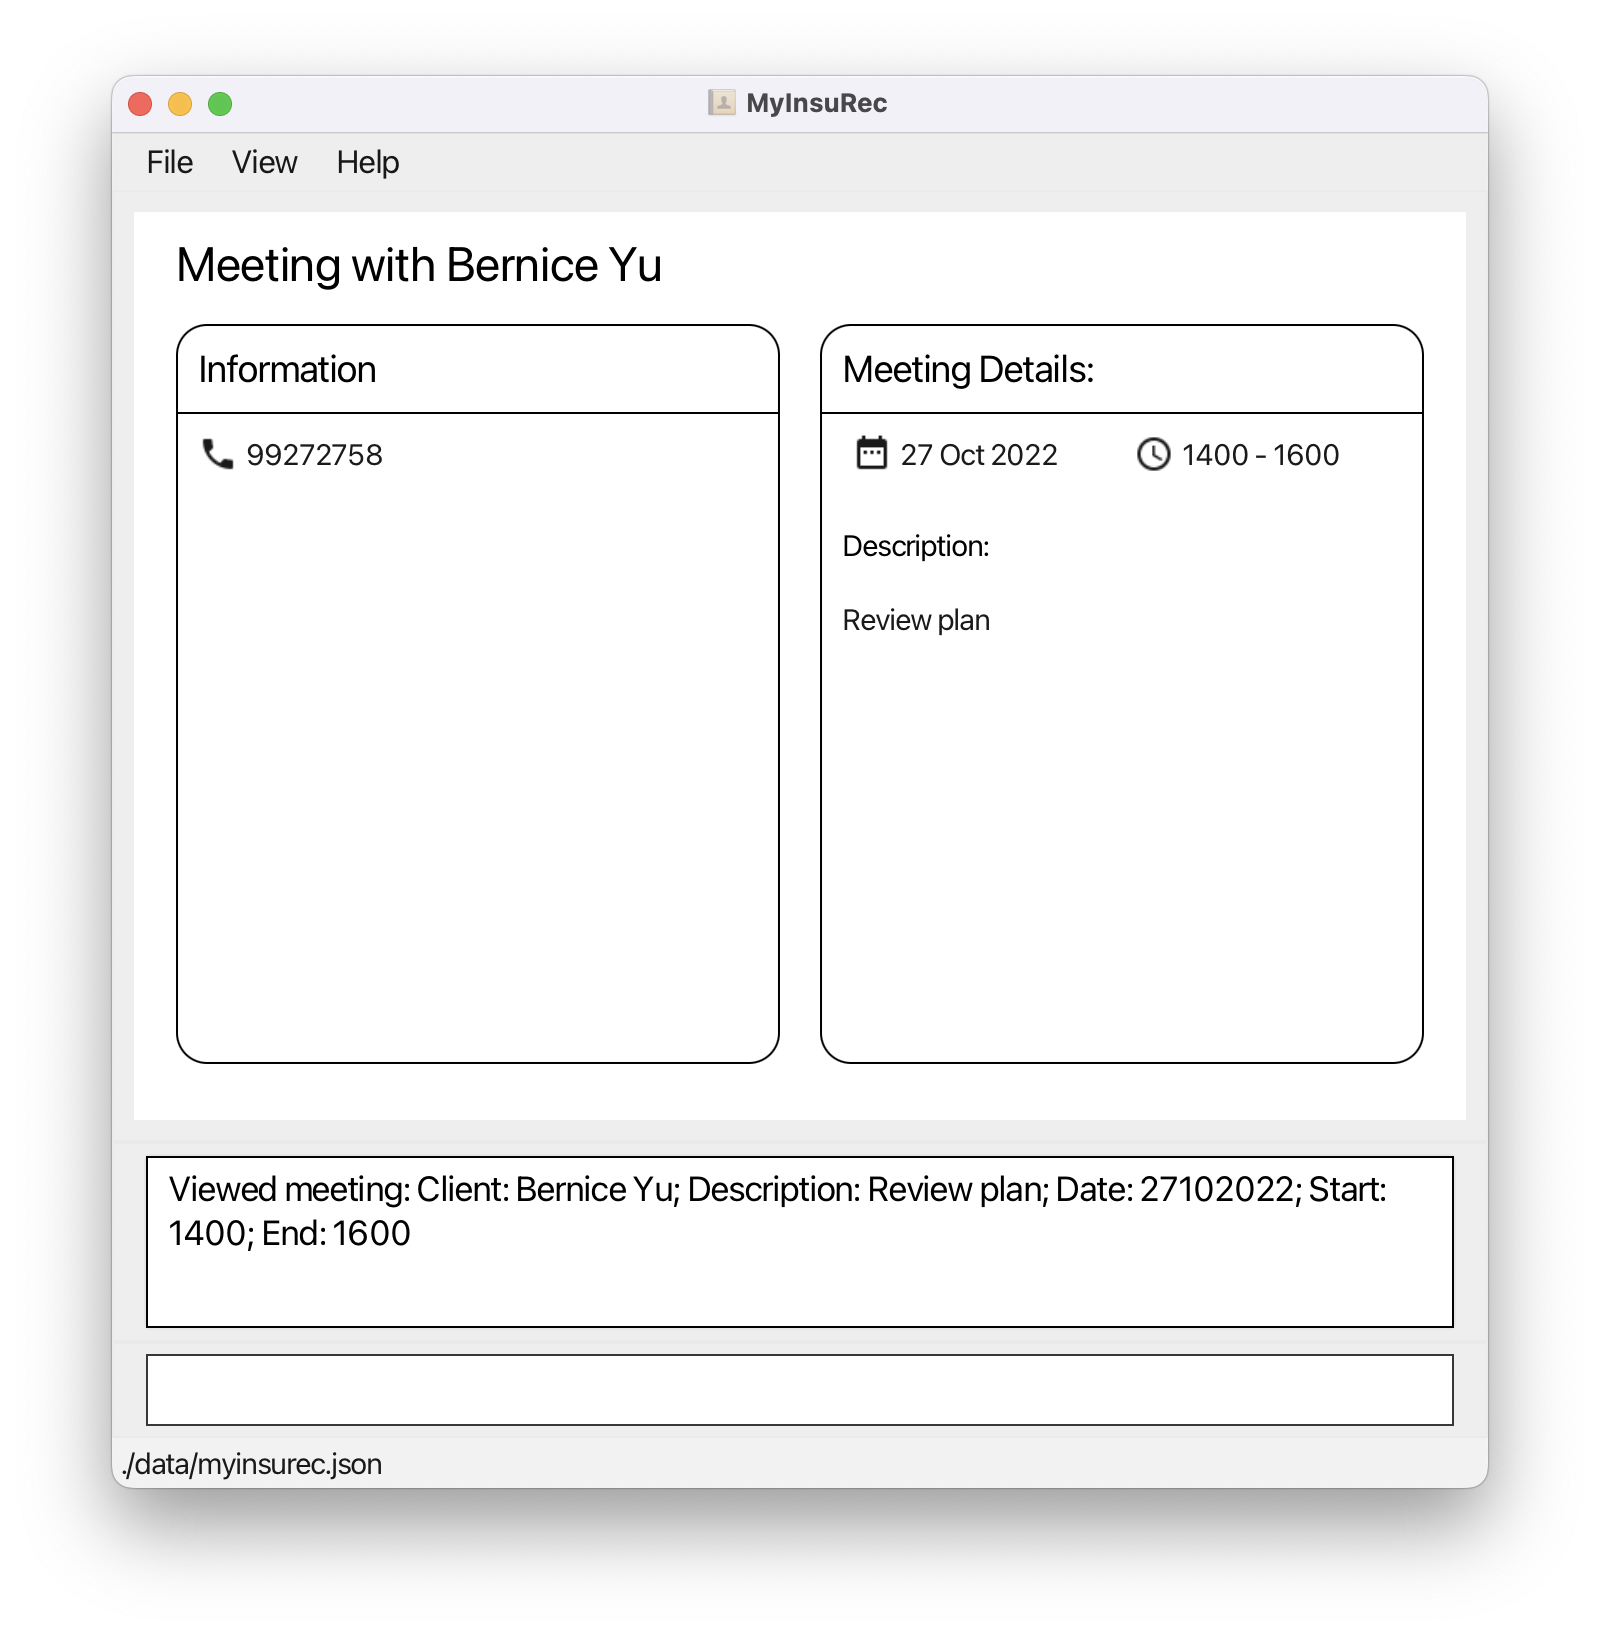 MyInsuRec
File View Help
Meeting with Bernice Yu
Information
99272758
Meeting Details:
27 Oct 2022 1400 - 1600
Description:
Review plan
Viewed meeting: Client: Bernice Yu; Description: Review plan; Date: 27102022; Start:
1400; End: 1600
./data/myinsurec.json